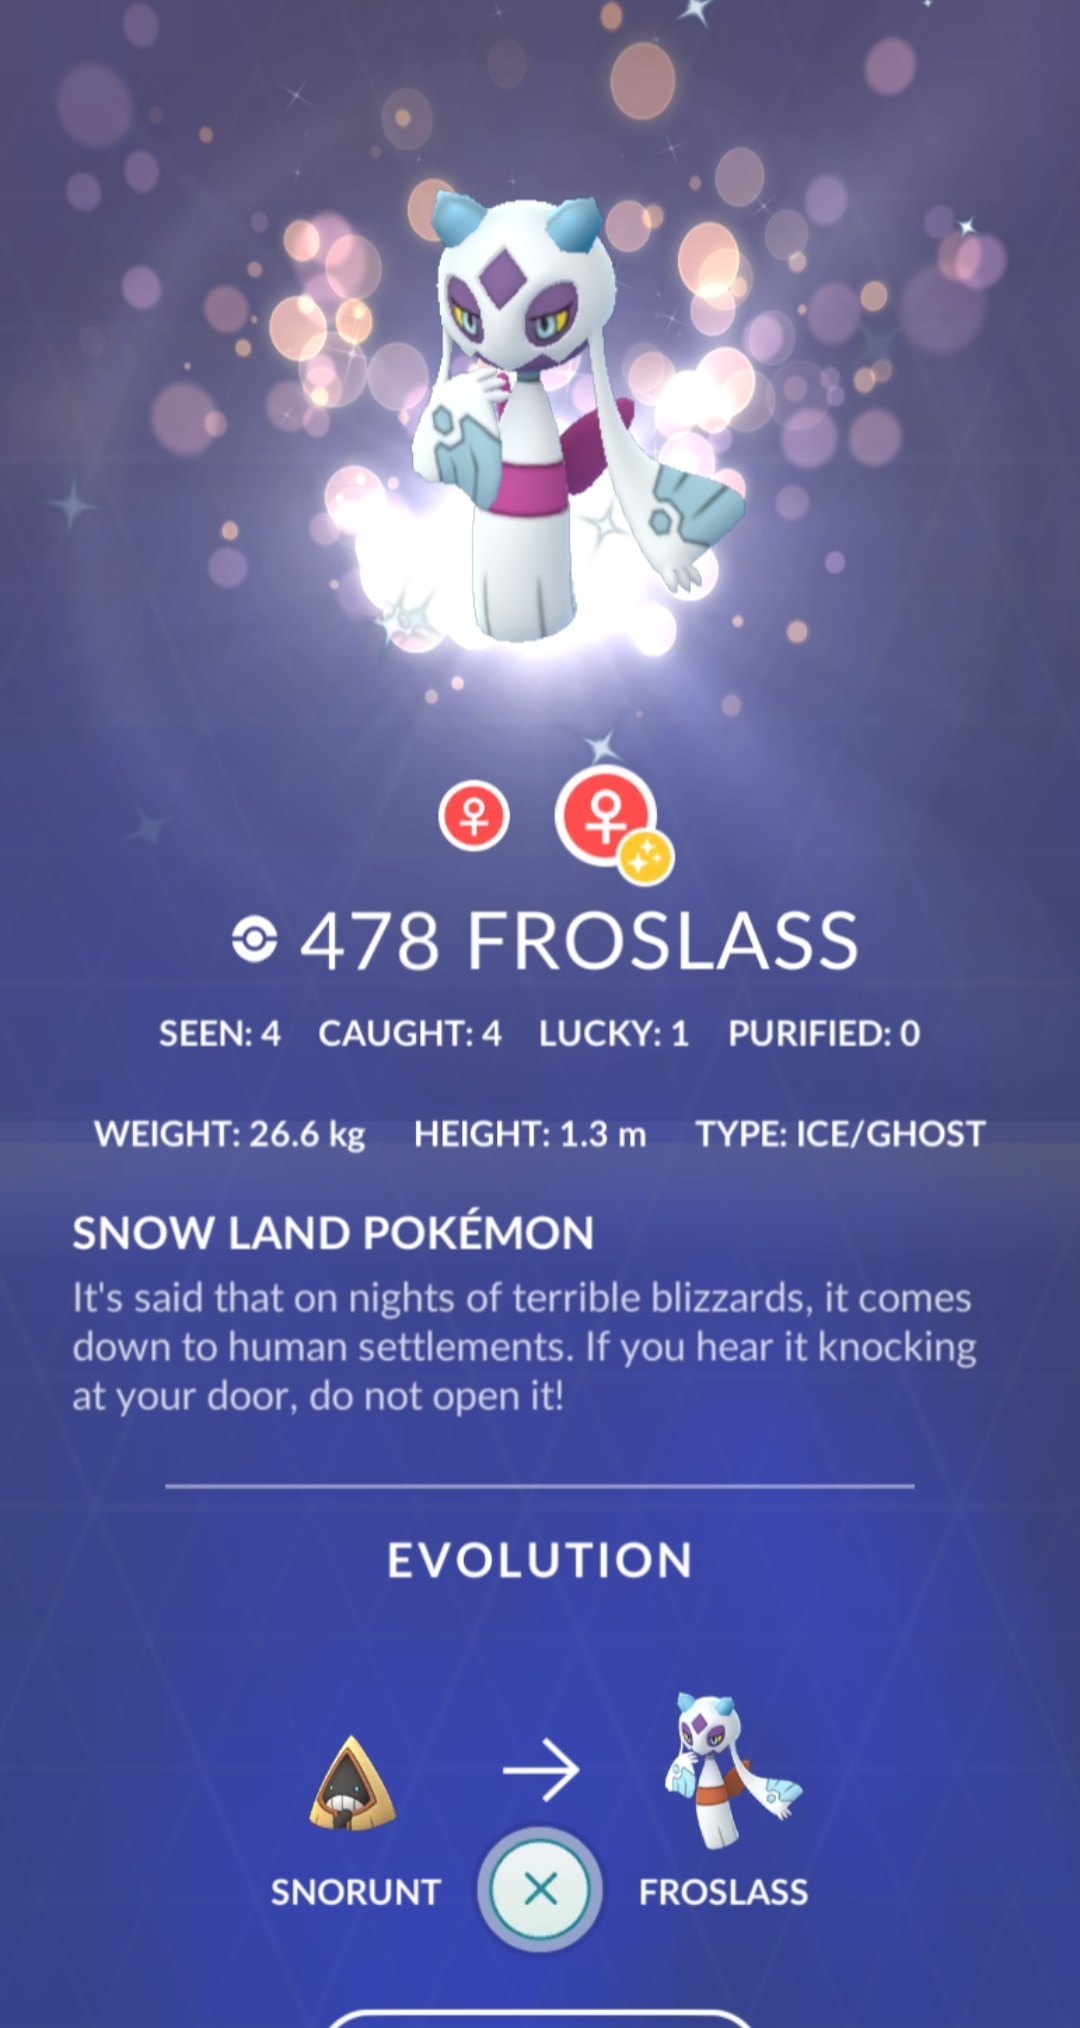 478 FROSLASS
SEEN: 4 CAUGHT: 4 LUCKY: 1 PURIFIED: 0
WEIGHT: 26.6 kg HEIGHT: 1.3 m TYPE: ICE/GHOST
SNOW LAND POKÉMON
It's said that on nights of terrible blizzards, it comes
down to human settlements. If you hear it knocking
at your door, do not open it!
EVOLUTION
SNORUNT FROSLASS